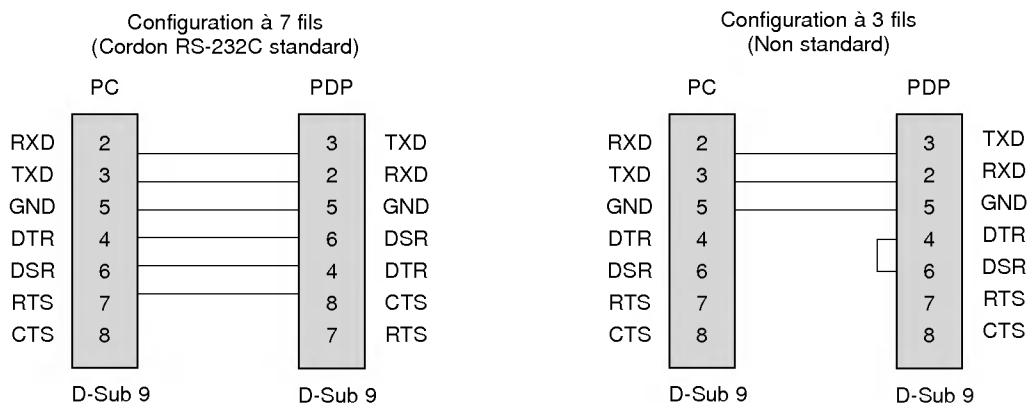 Configuration à 7 fils
(Cordon RS-232C standard)
PC PDP
RXD 2 3 TXD
TXD 3 2 RXD
GND 5 5 GND
DTR 4 6 DSR
DSR 6 4 DTR
RTS 7 8 CTS
CTS 8 7 RTS
D-Sub 9 D-Sub 9
Configuration à 3 fils
(Non standard)
PC PDP
RXD 2 3 TXD
TXD 3 2 RXD
GND 5 5 GND
DTR 4 4 DTR
DSR 6 6 DSR
RTS 7 7 RTS
CTS 8 8 CTS
D-Sub 9 D-Sub 9